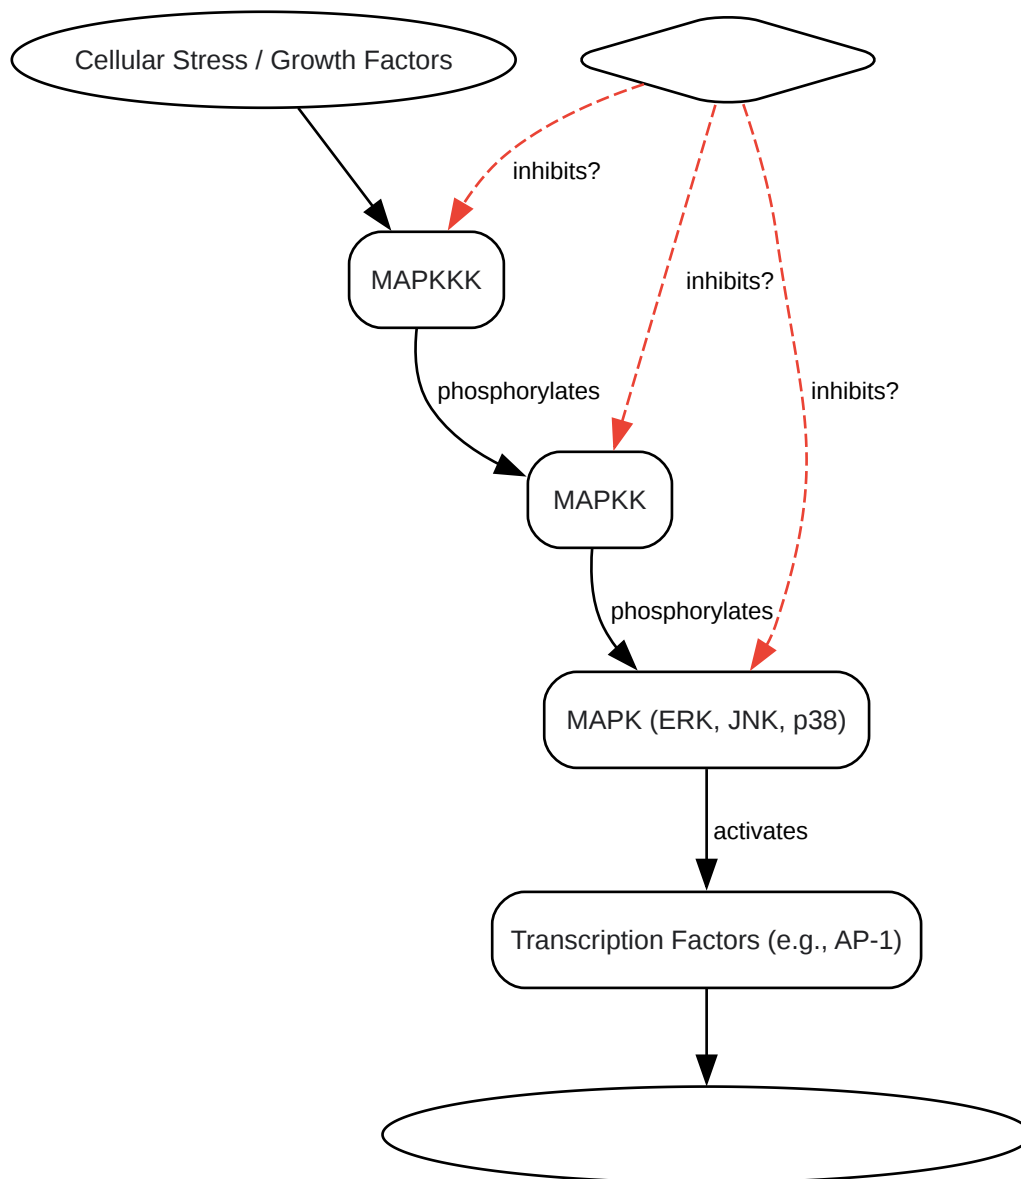 Cellular Stress / Growth Factors
inhibits?
MAPKKK
inhibits?
phosphorylates
inhibits?
MAPKK
phosphorylates
MAPK (ERK, JNK, p38)
activates
Transcription Factors (e.g., AP-1)